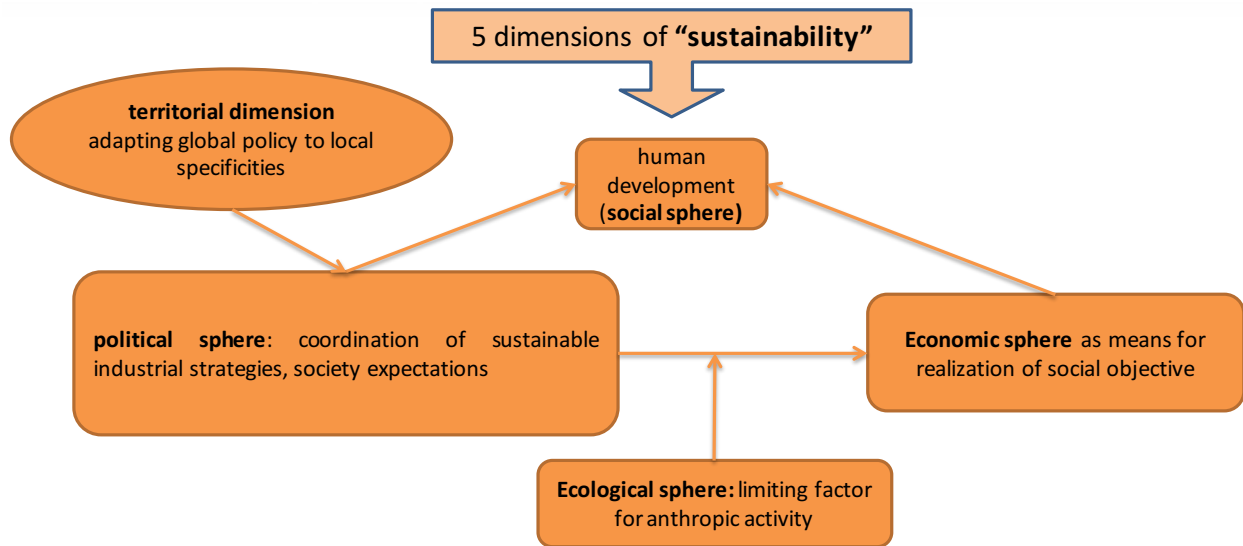 5 dimensions of “sustainability”
territorial dimension
adapting global policy to local
specificities
human
development
(social sphere)
political sphere: coordination of sustainable
industrial strategies, society expectations
Economic sphere as means for
realization of social objective
Ecological sphere: limiting factor
for anthropic activity